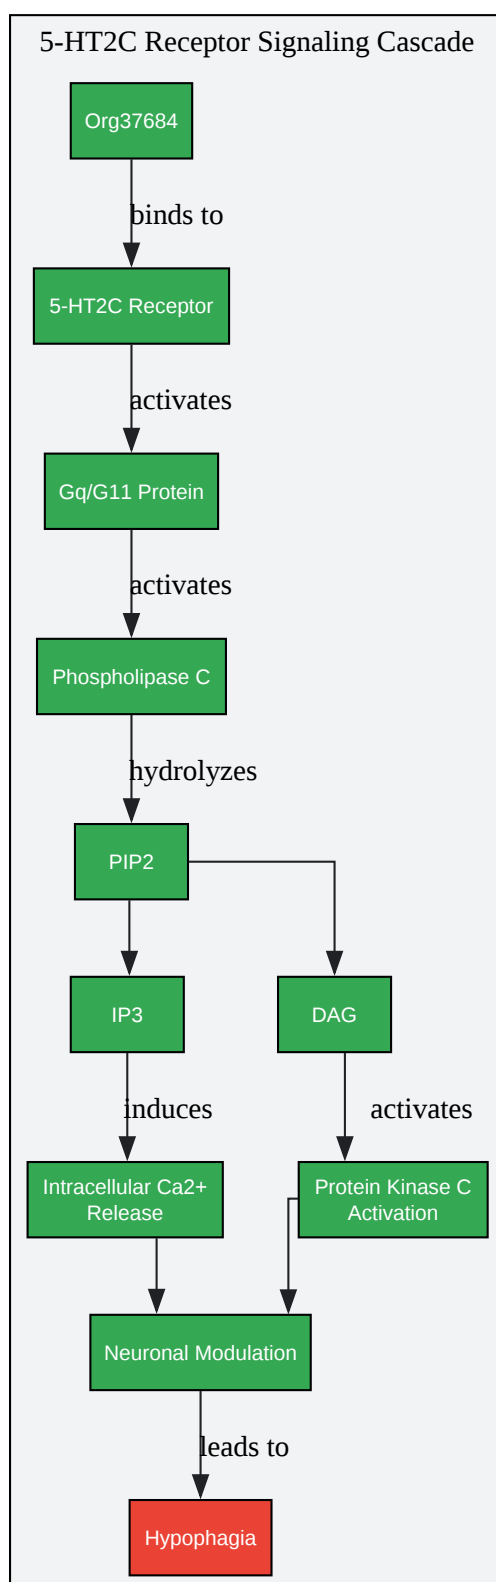 5-HT2C Receptor Signaling Cascade
Org37684
binds to
5-HT2C Receptor
activates
Gq/G11 Protein
activates
Phospholipase C
hydrolyzes
PIP2
IP3
DAG
induces
activates
Intracellular Ca2+
Release
Protein Kinase C
Activation
Neuronal Modulation
leads to
Hypophagia